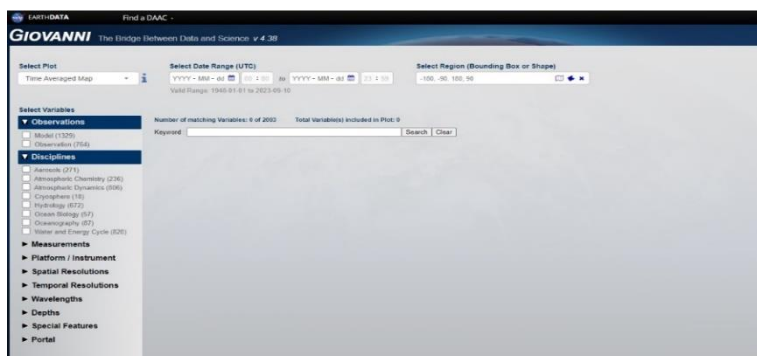 EARTHDATA Find a DAAC -
GIOVANNI The Bridge Between Data and Science v 4.38
Select Plot
Time Averaged Map
Select Date Range (UTC)
YYYY - MM - dd to YYYY - MM - dd
Valid Range: 1948-01-01 to 2023-09-10
Select Region (Bounding Box or Shape)
-180, -90, 180, 90
Select Variables
Number of matching Variables: 0 of 2093 Total Variable(s) included in Plot: 0
Keyword Search Clear
▼ Observations
Model (1329)
Observation (764)
▼ Disciplines
Aerosols (271)
Atmospheric Chemistry (236)
Atmospheric Dynamics (806)
Cryosphere (18)
Hydrology (872)
Ocean Biology (57)
Oceanography (87)
Water and Energy Cycle (826)
► Measurements
► Platform / Instrument
► Spatial Resolutions
► Temporal Resolutions
► Wavelengths
► Depths
► Special Features
► Portal